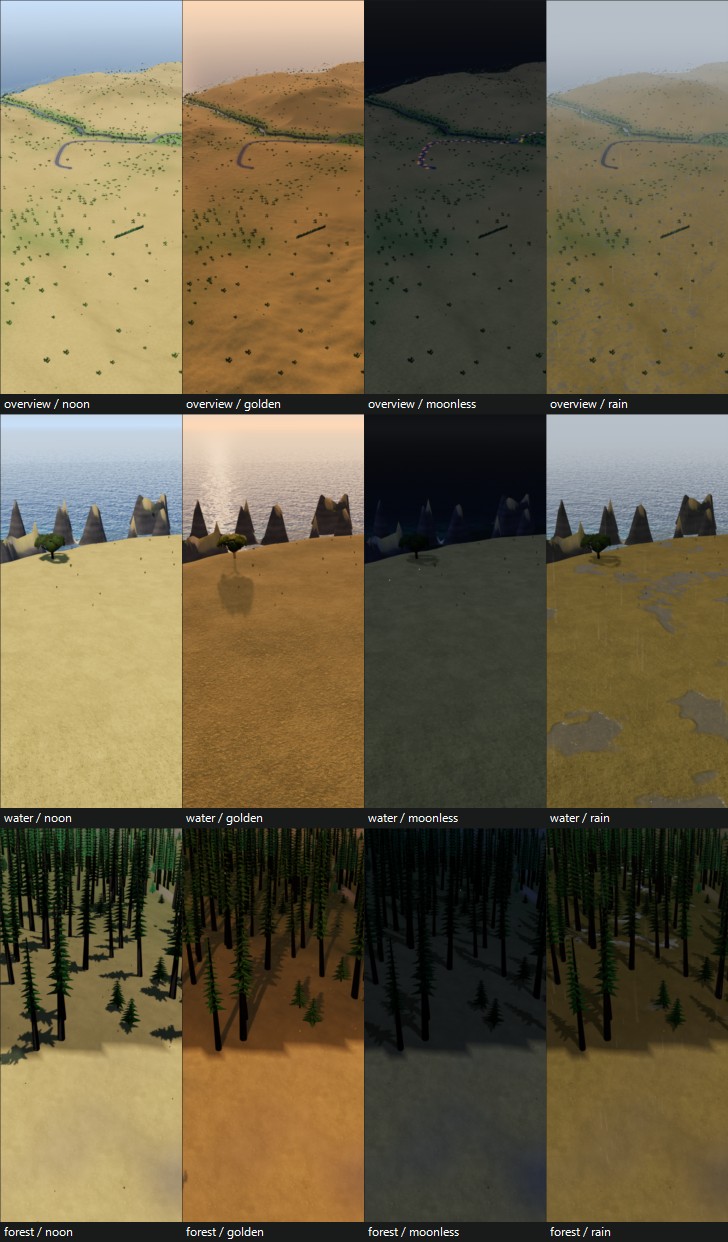 overview / noon
overview / golden
overview / moonless
overview / rain
water / noon
water / golden
water / moonless
water / rain
forest / noon
forest / golden
forest / moonless
forest / rain